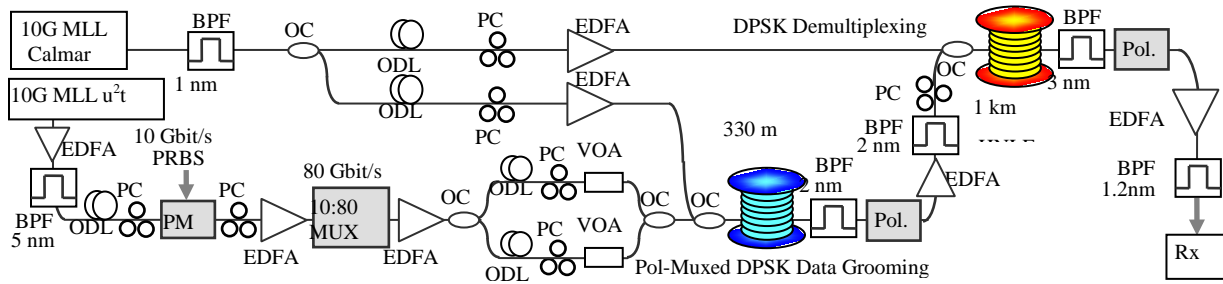 10G MLL
Calmar
BPF
1 nm
OC
ODL
PC
EDFA
DPSK Demultiplexing
OC
1 km
BPF
3 nm
Pol.
EDFA
BPF
1.2nm
Rx
ODL
PC
EDFA
10G MLL u²t
EDFA
BPF
5 nm
ODL
PC
10 Gbit/s
PRBS
PM
PC
EDFA
80 Gbit/s
10:80
MUX
EDFA
OC
ODL
PC
VOA
ODL
PC
VOA
OC
OC
330 m
BPF
2 nm
Pol.
EDFA
BPF
2 nm
PC
Pol-Muxed DPSK Data Grooming